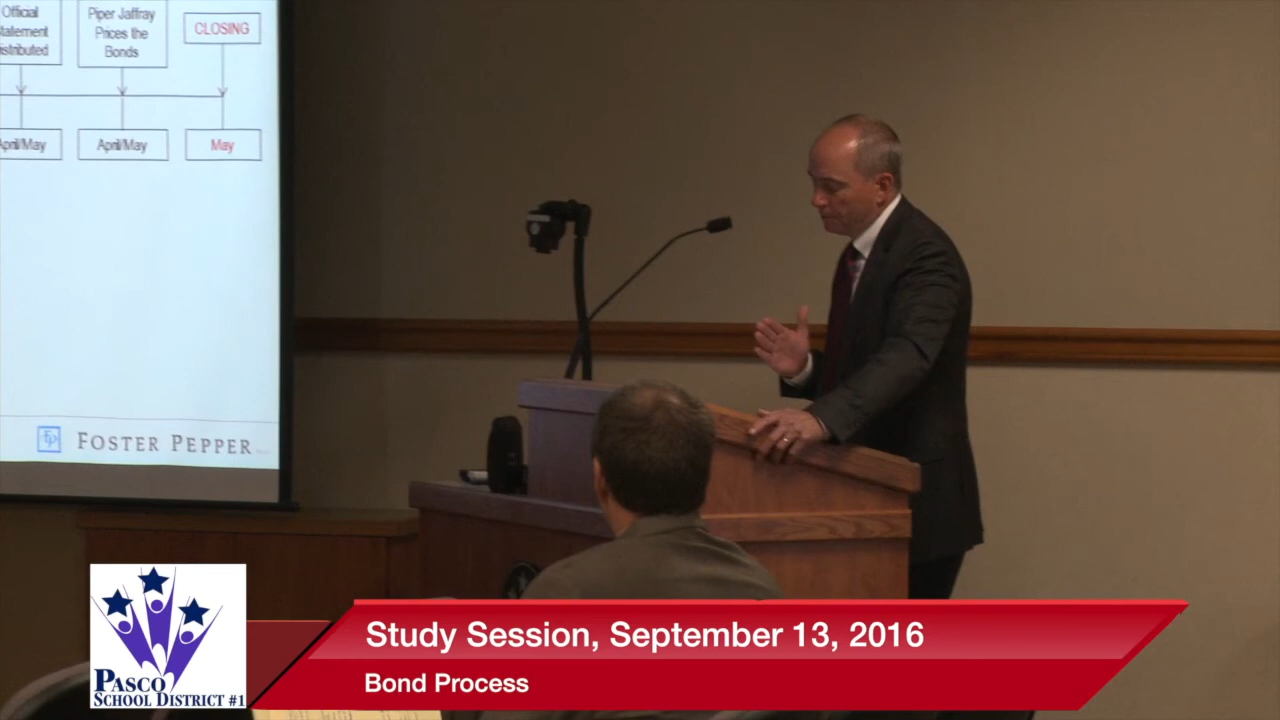 Official
Statement
Distributed
Piper Jaffray
Prices the
Bonds
CLOSING
April/May
April/May
May
fp
FOSTER PEPPER
Study Session, September 13, 2016
Bond Process
PASCO
SCHOOL DISTRICT #1